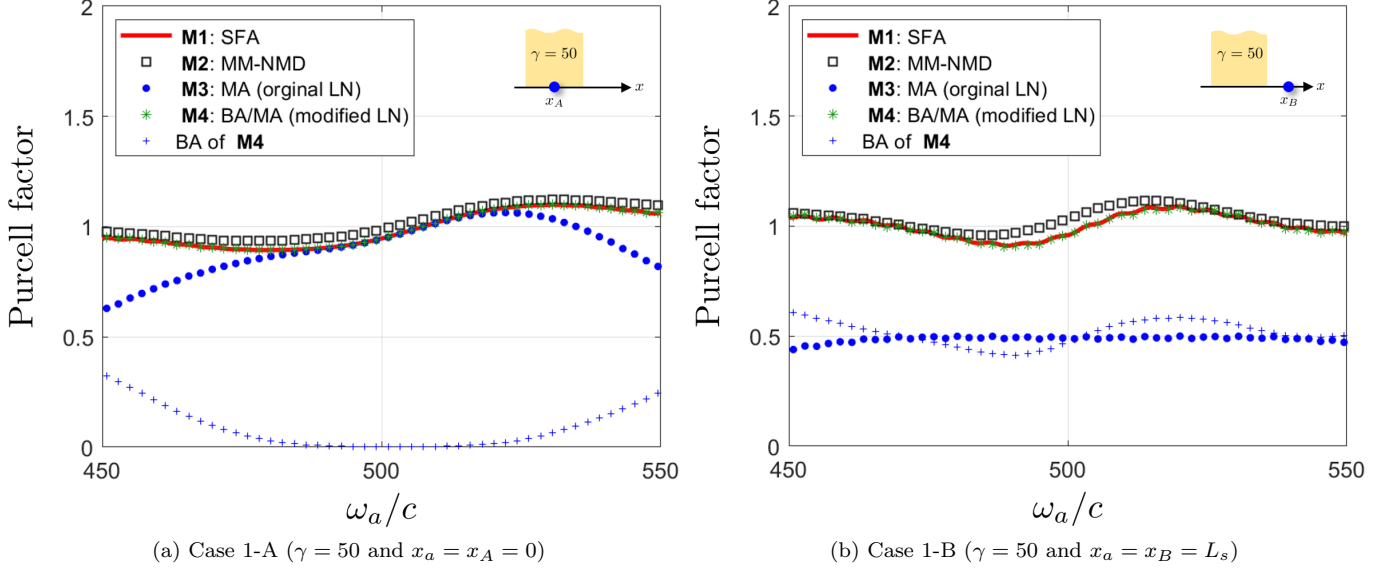 2
1.5
1
0.5
0
Purcell factor
M1: SFA
M2: MM-NMD
M3: MA (orginal LN)
M4: BA/MA (modified LN)
BA of M4
γ = 50
x
x_A
450
500
550
ω_a/c
(a) Case 1-A (γ = 50 and x_a = x_A = 0)
2
1.5
1
0.5
0
Purcell factor
M1: SFA
M2: MM-NMD
M3: MA (orginal LN)
M4: BA/MA (modified LN)
BA of M4
γ = 50
x
x_B
450
500
550
ω_a/c
(b) Case 1-B (γ = 50 and x_a = x_B = L_s)